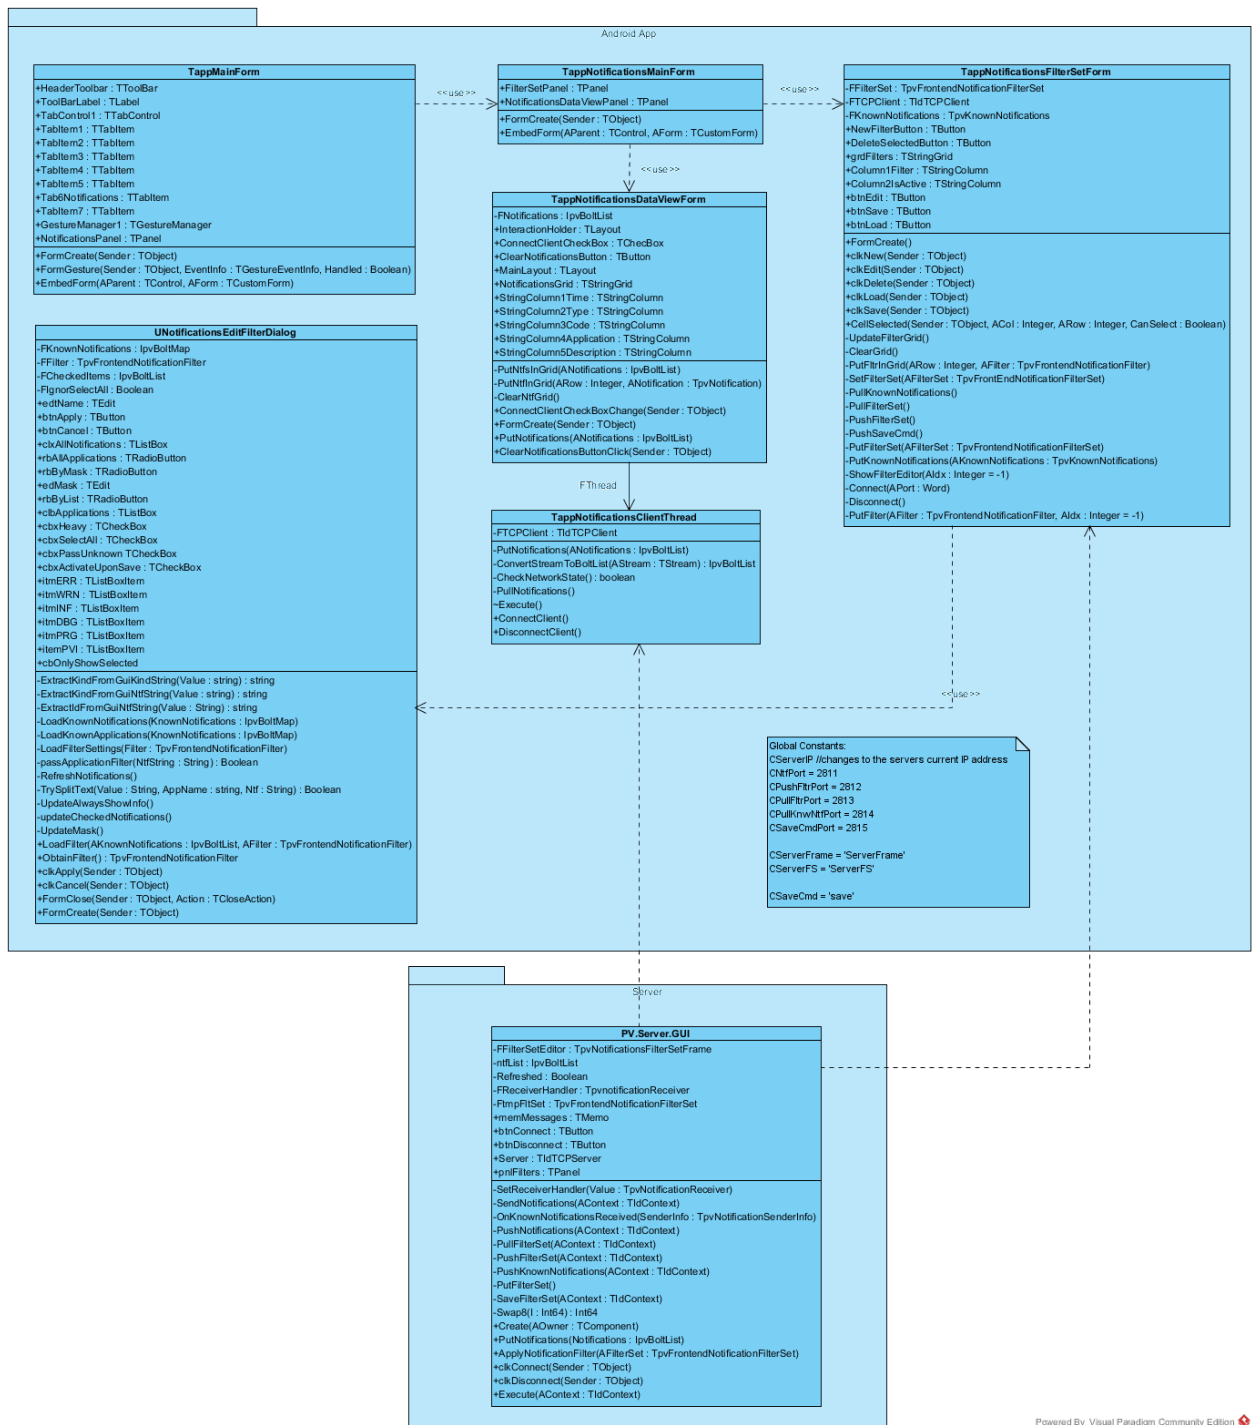 Android App
TappMainForm
+HeaderToolbar : TToolBar
+ToolBarLabel : TLabel
+TabControl1 : TTabControl
+TabItem1 : TTabItem
+TabItem2 : TTabItem
+TabItem3 : TTabItem
+TabItem4 : TTabItem
+TabItem5 : TTabItem
+Tab6Notifications : TTabItem
+TabItem7 : TTabItem
+GestureManager1 : TGestureManager
+NotificationsPanel : TPanel
+FormCreate(Sender : TObject)
+FormGesture(Sender : TObject, EventInfo : TGestureEventInfo, Handled : Boolean)
+EmbedForm(AParent : TControl, AForm : TCustomForm)
<<use>>
TappNotificationsMainForm
+FilterSetPanel : TPanel
+NotificationsDataViewPanel : TPanel
+FormCreate(Sender : TObject)
+EmbedForm(AParent : TControl, AForm : TCustomForm)
<<use>>
<<use>>
TappNotificationsFilterSetForm
-FFilterSet : TpvFrontendNotificationFilterSet
-FTCPClient : TIdTCPClient
-FKnownNotifications : TpvKnownNotifications
+NewFilterButton : TButton
+DeleteSelectedButton : TButton
+grdFilters : TStringGrid
+Column1Filter : TStringColumn
+Column2IsActive : TStringColumn
+btnEdit : TButton
+btnSave : TButton
+btnLoad : TButton
+FormCreate()
+clkNew(Sender : TObject)
+clkEdit(Sender : TObject)
+clkDelete(Sender : TObject)
+clkLoad(Sender : TObject)
+clkSave(Sender : TObject)
+CellSelected(Sender : TObject, ACol : Integer, ARow : Integer, CanSelect : Boolean)
-UpdateFilterGrid()
-ClearGrid()
-PutFltrInGrid(ARow : Integer, AFilter : TpvFrontendNotificationFilter)
-SetFilterSet(AFilterSet : TpvFrontEndNotificationFilterSet)
-PullKnownNotifications()
-PullFilterSet()
-PushFilterSet()
-PushSaveCmd()
-PutFilterSet(AFilterSet : TpvFrontendNotificationFilterSet)
-PutKnownNotifications(AKnownNotifications : TpvKnownNotifications)
-ShowFilterEditor(AIdx : Integer = -1)
-Connect(APort : Word)
-Disconnect()
-PutFilter(AFilter : TpvFrontendNotificationFilter, AIdx : Integer = -1)
TappNotificationsDataViewForm
-FNotifications : IpvBoltList
+InteractionHolder : TLayout
+ConnectClientCheckBox : TChecBox
+ClearNotificationsButton : TButton
+MainLayout : TLayout
+NotificationsGrid : TStringGrid
+StringColumn1Time : TStringColumn
+StringColumn2Type : TStringColumn
+StringColumn3Code : TStringColumn
+StringColumn4Application : TStringColumn
+StringColumn5Description : TStringColumn
-PutNtfsInGrid(ANotifications : IpvBoltList)
-PutNtfInGrid(ARow : Integer, ANotification : TpvNotification)
-ClearNtfGrid()
+ConnectClientCheckBoxChange(Sender : TObject)
+FormCreate(Sender : TObject)
+PutNotifications(ANotifications : IpvBoltList)
+ClearNotificationsButtonClick(Sender : TObject)
FThread
TappNotificationsClientThread
-FTCPClient : TIdTCPClient
-PutNotifications(ANotifications : IpvBoltList)
-ConvertStreamToBoltList(AStream : TStream) : IpvBoltList
-CheckNetworkState() : boolean
-PullNotifications()
~Execute()
+ConnectClient()
+DisconnectClient()
UNotificationsEditFilterDialog
-FKnownNotifications : IpvBoltMap
-FFilter : TpvFrontendNotificationFilter
-FCheckedItems : IpvBoltList
-FIgnorSelectAll : Boolean
+edtName : TEdit
+btnApply : TButton
+btnCancel : TButton
+clxAllNotifications : TListBox
+rbAllApplications : TRadioButton
+rbByMask : TRadioButton
+edMask : TEdit
+rbByList : TRadioButton
+clbApplications : TListBox
+cbxHeavy : TCheckBox
+cbxSelectAll : TCheckBox
+cbxPassUnknown TCheckBox
+cbxActivateUponSave : TCheckBox
+itmERR : TListBoxItem
+itmWRN : TListBoxItem
+itmINF : TListBoxItem
+itmDBG : TListBoxItem
+itmPRG : TListBoxItem
+itemPVI : TListBoxItem
+cbOnlyShowSelected
-ExtractKindFromGuiKindString(Value : string) : string
-ExtractKindFromGuiNtfString(Value : string) : string
-ExtractIdFromGuiNtfString(Value : String) : string
-LoadKnownNotifications(KnownNotifications : IpvBoltMap)
-LoadKnownApplications(KnownNotifications : IpvBoltMap)
-LoadFilterSettings(Filter : TpvFrontendNotificationFilter)
-passApplicationFilter(NtfString : String) : Boolean
-RefreshNotifications()
-TrySplitText(Value : String, AppName : string, Ntf : String) : Boolean
-UpdateAlwaysShowInfo()
-updateCheckedNotifications()
-UpdateMask()
+LoadFilter(AKnownNotifications : IpvBoltList, AFilter : TpvFrontendNotificationFilter)
+ObtainFilter() : TpvFrontendNotificationFilter
+clkApply(Sender : TObject)
+clkCancel(Sender : TObject)
+FormClose(Sender : TObject, Action : TCloseAction)
+FormCreate(Sender : TObject)
<<use>>
Global Constants:
CServerIP //changes to the servers current IP address
CNtfPort = 2811
CPushFltrPort = 2812
CPullFltrPort = 2813
CPullKnwNtfPort = 2814
CSaveCmdPort = 2815
CServerFrame = 'ServerFrame'
CServerFS = 'ServerFS'
CSaveCmd = 'save'
Server
PV.Server.GUI
-FFilterSetEditor : TpvNotificationsFilterSetFrame
-ntfList : IpvBoltList
-Refreshed : Boolean
-FReceiverHandler : TpvnotificationReceiver
-FtmpFltSet : TpvFrontendNotificationFilterSet
+memMessages : TMemo
+btnConnect : TButton
+btnDisconnect : TButton
+Server : TIdTCPServer
+pnlFilters : TPanel
-SetReceiverHandler(Value : TpvNotificationReceiver)
-SendNotifications(AContext : TIdContext)
-OnKnownNotificationsReceived(SenderInfo : TpvNotificationSenderInfo)
-PushNotifications(AContext : TIdContext)
-PullFilterSet(AContext : TIdContext)
-PushFilterSet(AContext : TIdContext)
-PushKnownNotifications(AContext : TIdContext)
-PutFilterSet()
-SaveFilterSet(AContext : TIdContext)
-Swap8(I : Int64) : Int64
+Create(AOwner : TComponent)
+PutNotifications(Notifications : IpvBoltList)
+ApplyNotificationFilter(AFilterSet : TpvFrontendNotificationFilterSet)
+clkConnect(Sender : TObject)
+clkDisconnect(Sender : TObject)
+Execute(AContext : TIdContext)
Powered By Visual Paradigm Community Edition